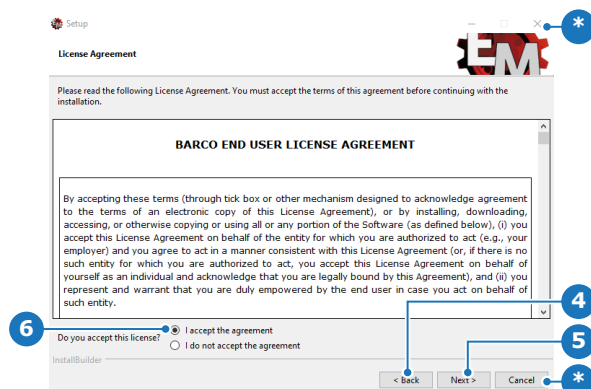 Setup
*
License Agreement
EM
Please read the following License Agreement. You must accept the terms of this agreement before continuing with the
installation.
BARCO END USER LICENSE AGREEMENT
By accepting these terms (through tick box or other mechanism designed to acknowledge agreement
to the terms of an electronic copy of this License Agreement), or by installing, downloading,
accessing, or otherwise copying or using all or any portion of the Software (as defined below), (i) you
accept this License Agreement on behalf of the entity for which you are authorized to act (e.g., your
employer) and you agree to act in a manner consistent with this License Agreement (or, if there is no
such entity for which you are authorized to act, you accept this License Agreement on behalf of
yourself as an individual and acknowledge that you are legally bound by this Agreement), and (ii) you
represent and warrant that you are duly empowered by the end user in case you act on behalf of
such entity.
4
6
Do you accept this license?
I accept the agreement
I do not accept the agreement
5
InstallBuilder
< Back
Next >
Cancel
*